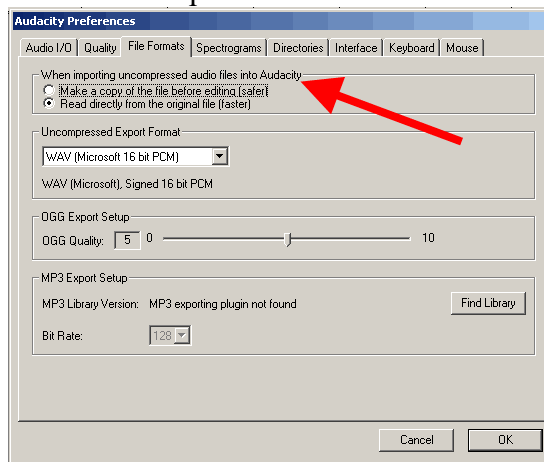 Audacity Preferences
Audio I/O Quality File Formats Spectrograms Directories Interface Keyboard Mouse
When importing uncompressed audio files into Audacity
Make a copy of the file before editing (safer)
Read directly from the original file (faster)
Uncompressed Export Format
WAV (Microsoft 16 bit PCM)
WAV (Microsoft), Signed 16 bit PCM
OGG Export Setup
OGG Quality: 5 0 10
MP3 Export Setup
MP3 Library Version: MP3 exporting plugin not found Find Library
Bit Rate: 128
Cancel OK